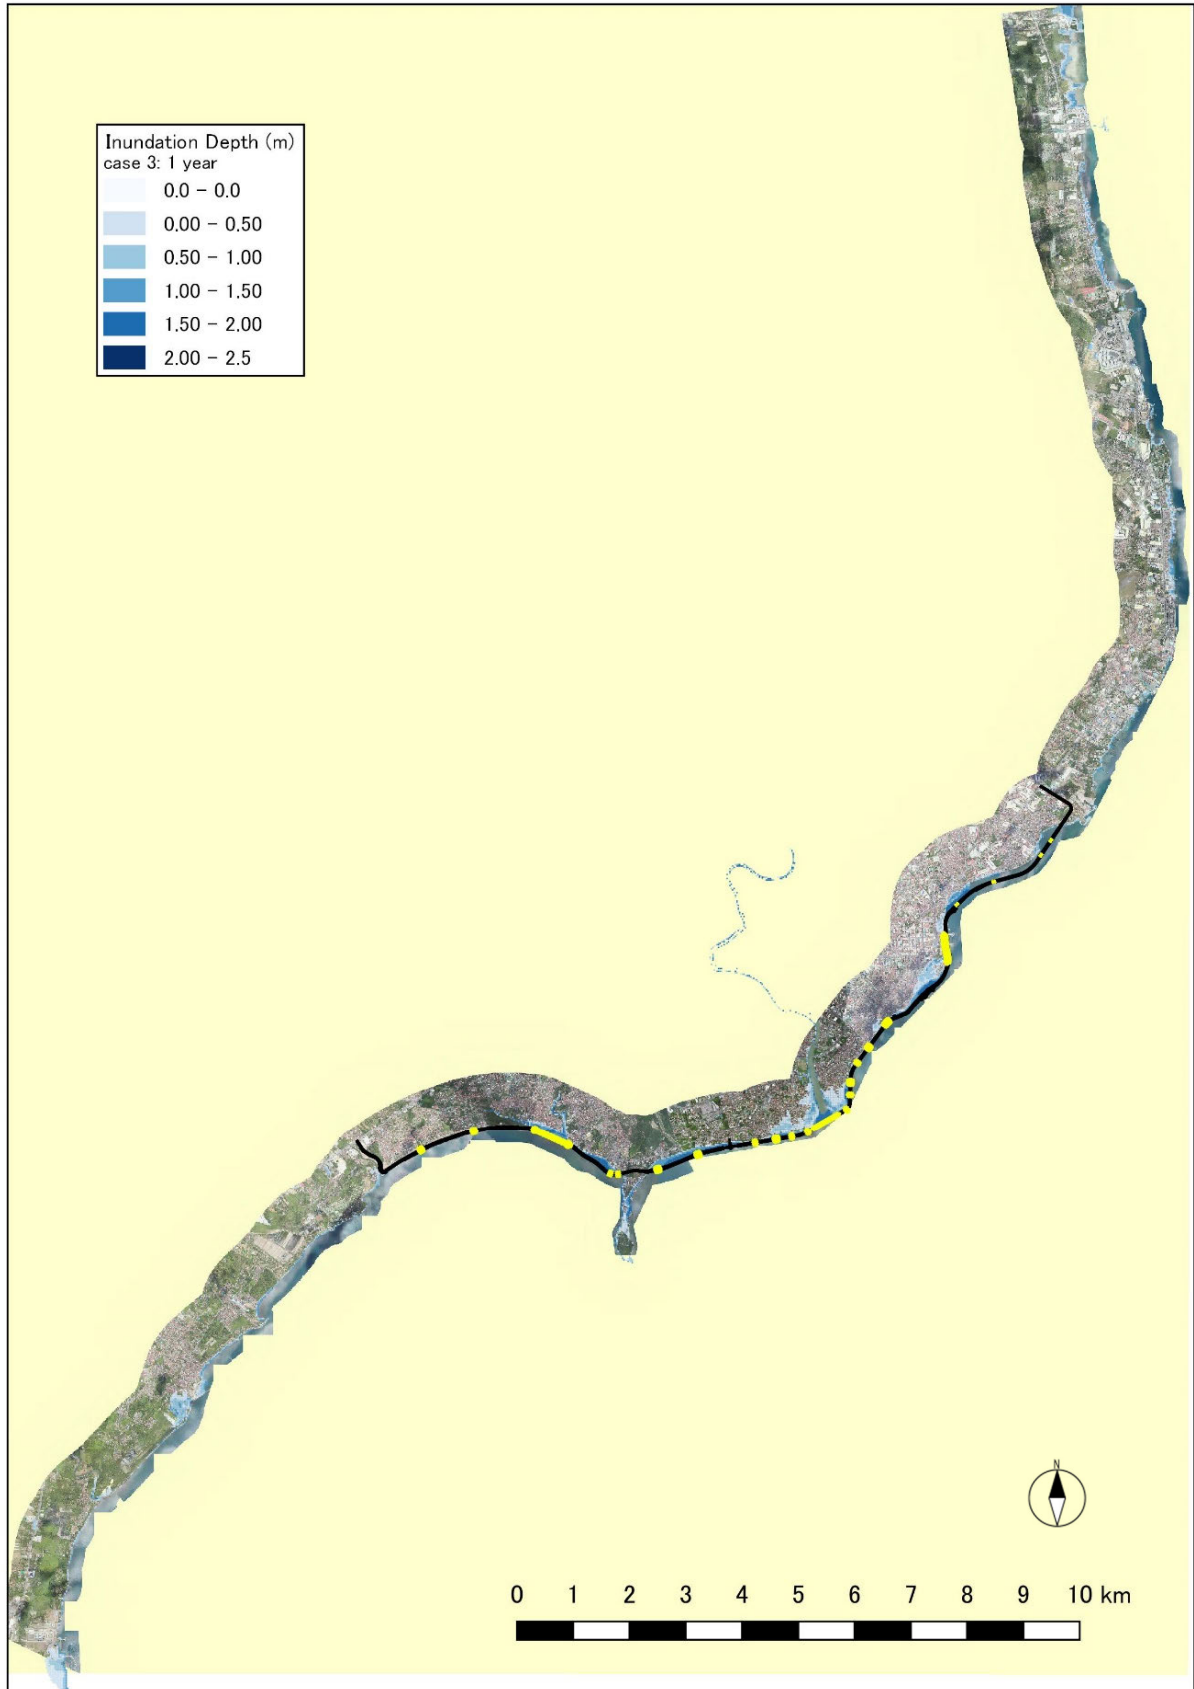 Inundation Depth (m)
case 3: 1 year
0.0 - 0.0
0.00 - 0.50
0.50 - 1.00
1.00 - 1.50
1.50 - 2.00
2.00 - 2.5
N
0 1 2 3 4 5 6 7 8 9 10 km